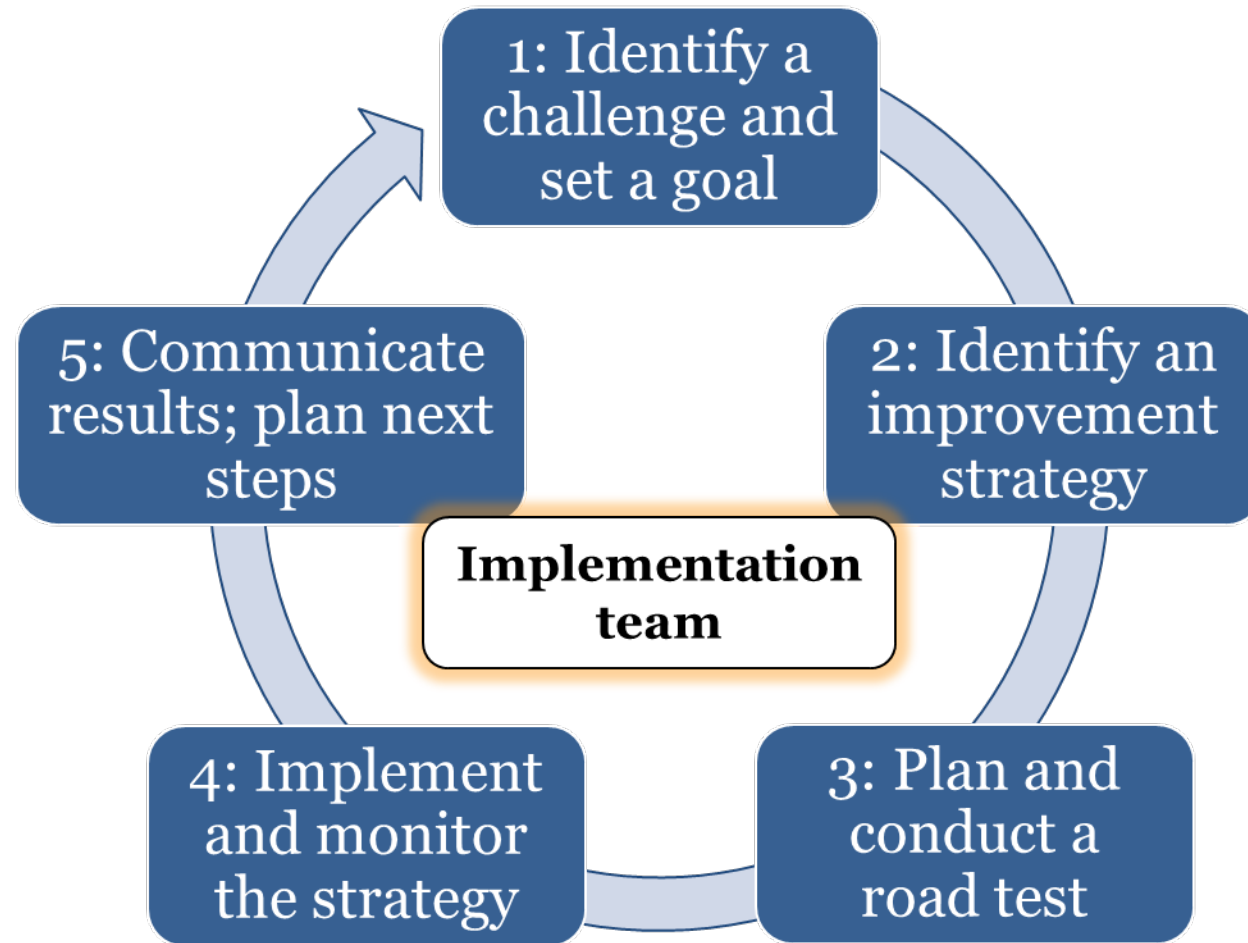 1: Identify a
challenge and
set a goal
2: Identify an
improvement
strategy
3: Plan and
conduct a
road test
4: Implement
and monitor
the strategy
5: Communicate
results; plan next
steps
Implementation
team